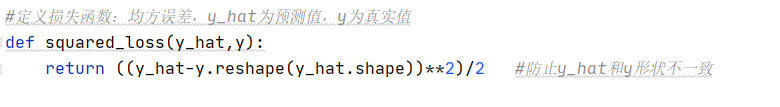 #定义损失函数：均方误差，y_hat为预测值，y为真实值
def squared_loss(y_hat,y):
    return ((y_hat-y.reshape(y_hat.shape))**2)/2   #防止y_hat和y形状不一致